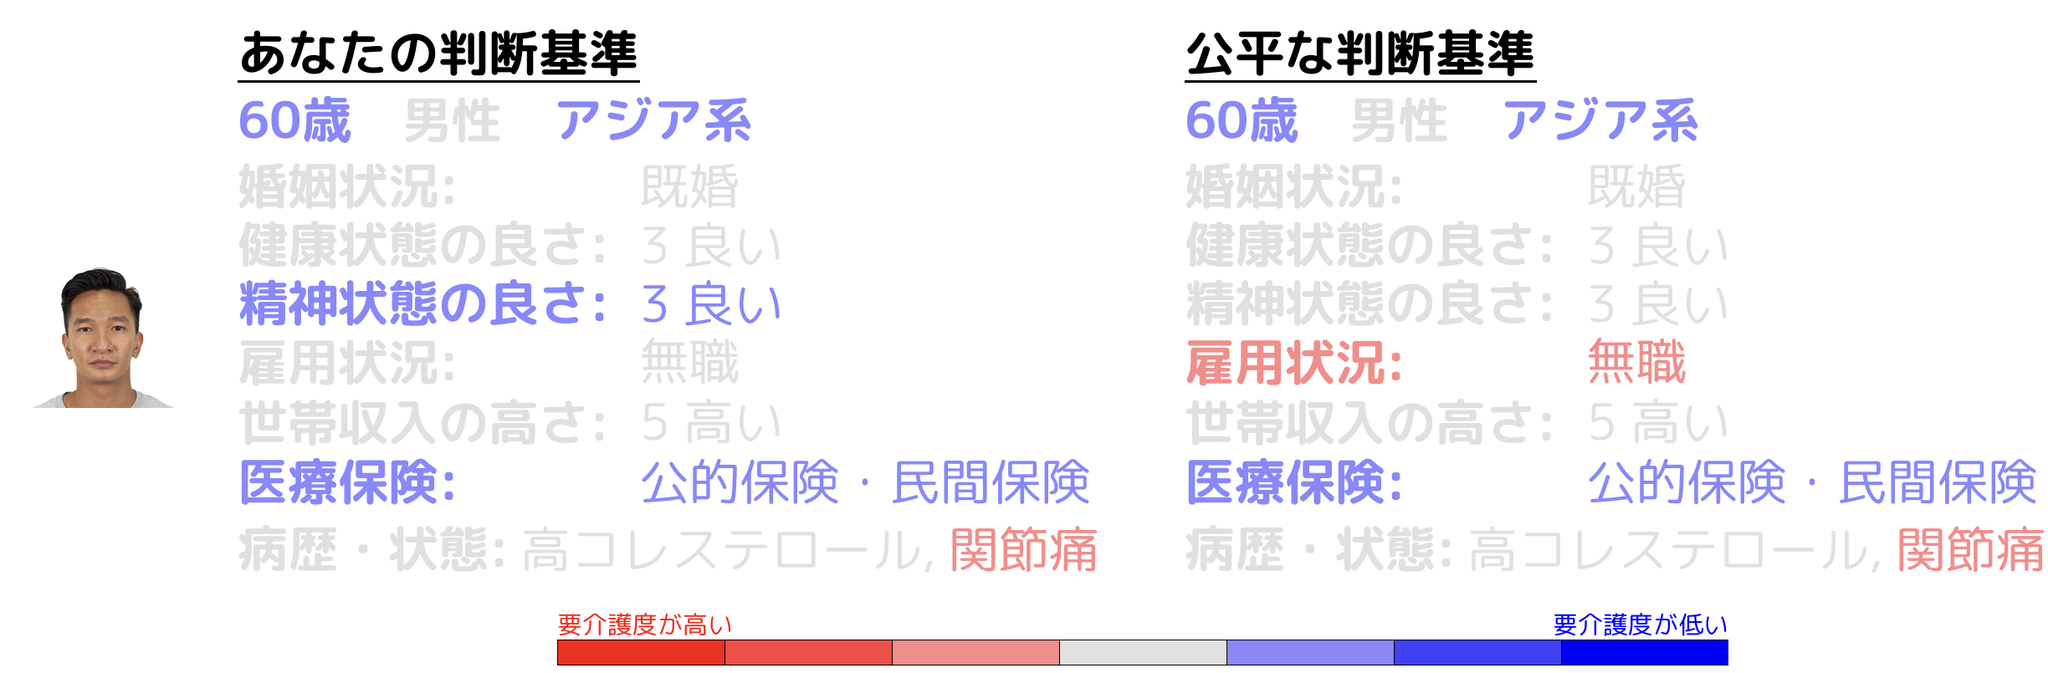 あなたの判断基準
60歳 男性 アジア系
婚姻状況: 既婚
健康状態の良さ: 3 良い
精神状態の良さ: 3 良い
雇用状況: 無職
世帯収入の高さ: 5 高い
医療保険: 公的保険・民間保険
病歴・状態: 高コレステロール, 関節痛
公平な判断基準
60歳 男性 アジア系
婚姻状況: 既婚
健康状態の良さ: 3 良い
精神状態の良さ: 3 良い
雇用状況: 無職
世帯収入の高さ: 5 高い
医療保険: 公的保険・民間保険
病歴・状態: 高コレステロール, 関節痛
要介護度が高い
要介護度が低い